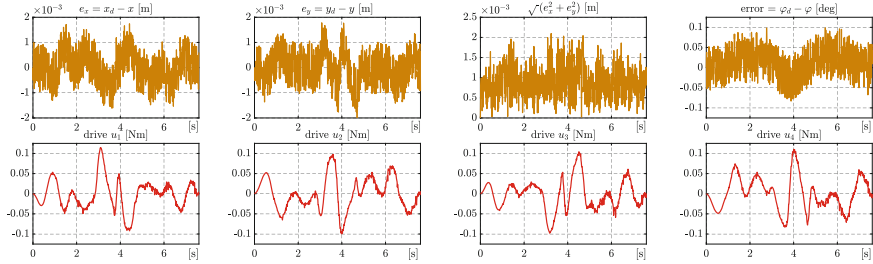 ×10⁻³ e_x = x_d − x [m]
2
1
0
-1
-2
0 2 4 6 [s]
×10⁻³ e_y = y_d − y [m]
2
1
0
-1
-2
0 2 4 6 [s]
×10⁻³ √(e_x² + e_y²) [m]
2.5
2
1.5
1
0.5
0
0 2 4 6 [s]
error = φ_d − φ [deg]
0.1
0.05
0
-0.05
-0.1
0 2 4 6 [s]
drive u₁ [Nm]
0.1
0.05
0
-0.05
-0.1
0 2 4 6 [s]
drive u₂ [Nm]
0.1
0.05
0
-0.05
-0.1
0 2 4 6 [s]
drive u₃ [Nm]
0.1
0.05
0
-0.05
-0.1
0 2 4 6 [s]
drive u₄ [Nm]
0.1
0.05
0
-0.05
-0.1
0 2 4 6 [s]